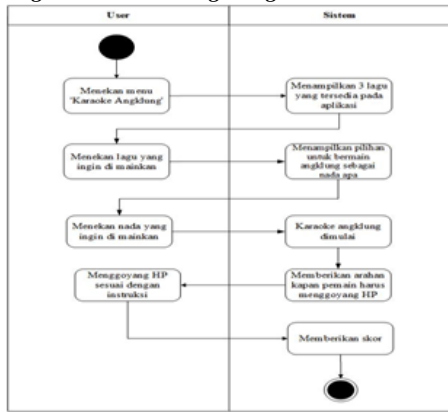 User
Sistem
Menekan menu
'Karaoke Angklung'
Menampilkan 3 lagu
yang tersedia pada
aplikasi
Menekan lagu yang
ingin di mainkan
Menampilkan pilihan
untuk bermain
angklung sebagai
nada apa
Menekan nada yang
ingin di mainkan
Karaoke angklung
dimulai
Menggoyang HP
sesuai dengan
instruksi
Memberikan arahan
kapan pemain harus
menggoyang HP
Memberikan skor